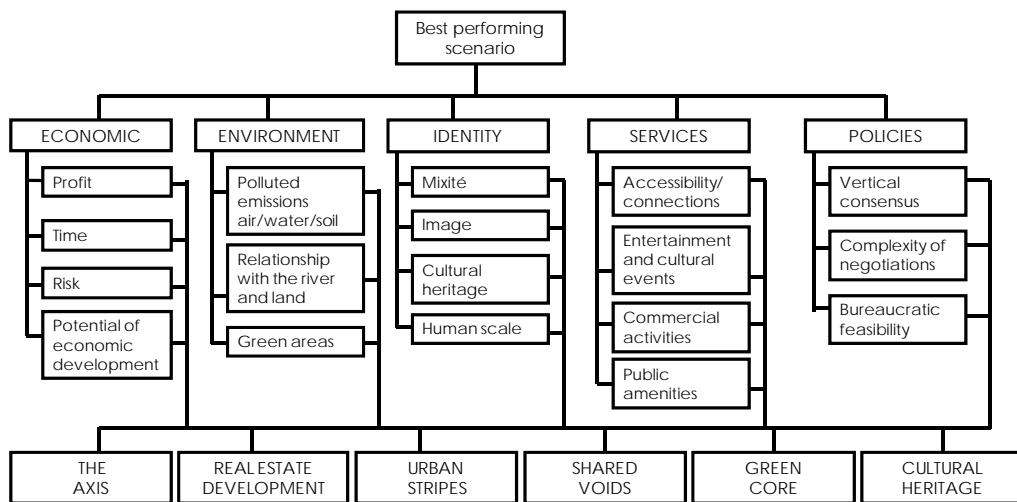 Best performing
scenario
ECONOMIC
Profit
Time
Risk
Potential of
economic
development
ENVIRONMENT
Polluted
emissions
air/water/soil
Relationship
with the river
and land
Green areas
IDENTITY
Mixité
Image
Cultural
heritage
Human scale
SERVICES
Accessibility/
connections
Entertainment
and cultural
events
Commercial
activities
Public
amenities
POLICIES
Vertical
consensus
Complexity of
negotiations
Bureaucratic
feasibility
THE
AXIS
REAL ESTATE
DEVELOPMENT
URBAN
STRIPES
SHARED
VOIDS
GREEN
CORE
CULTURAL
HERITAGE